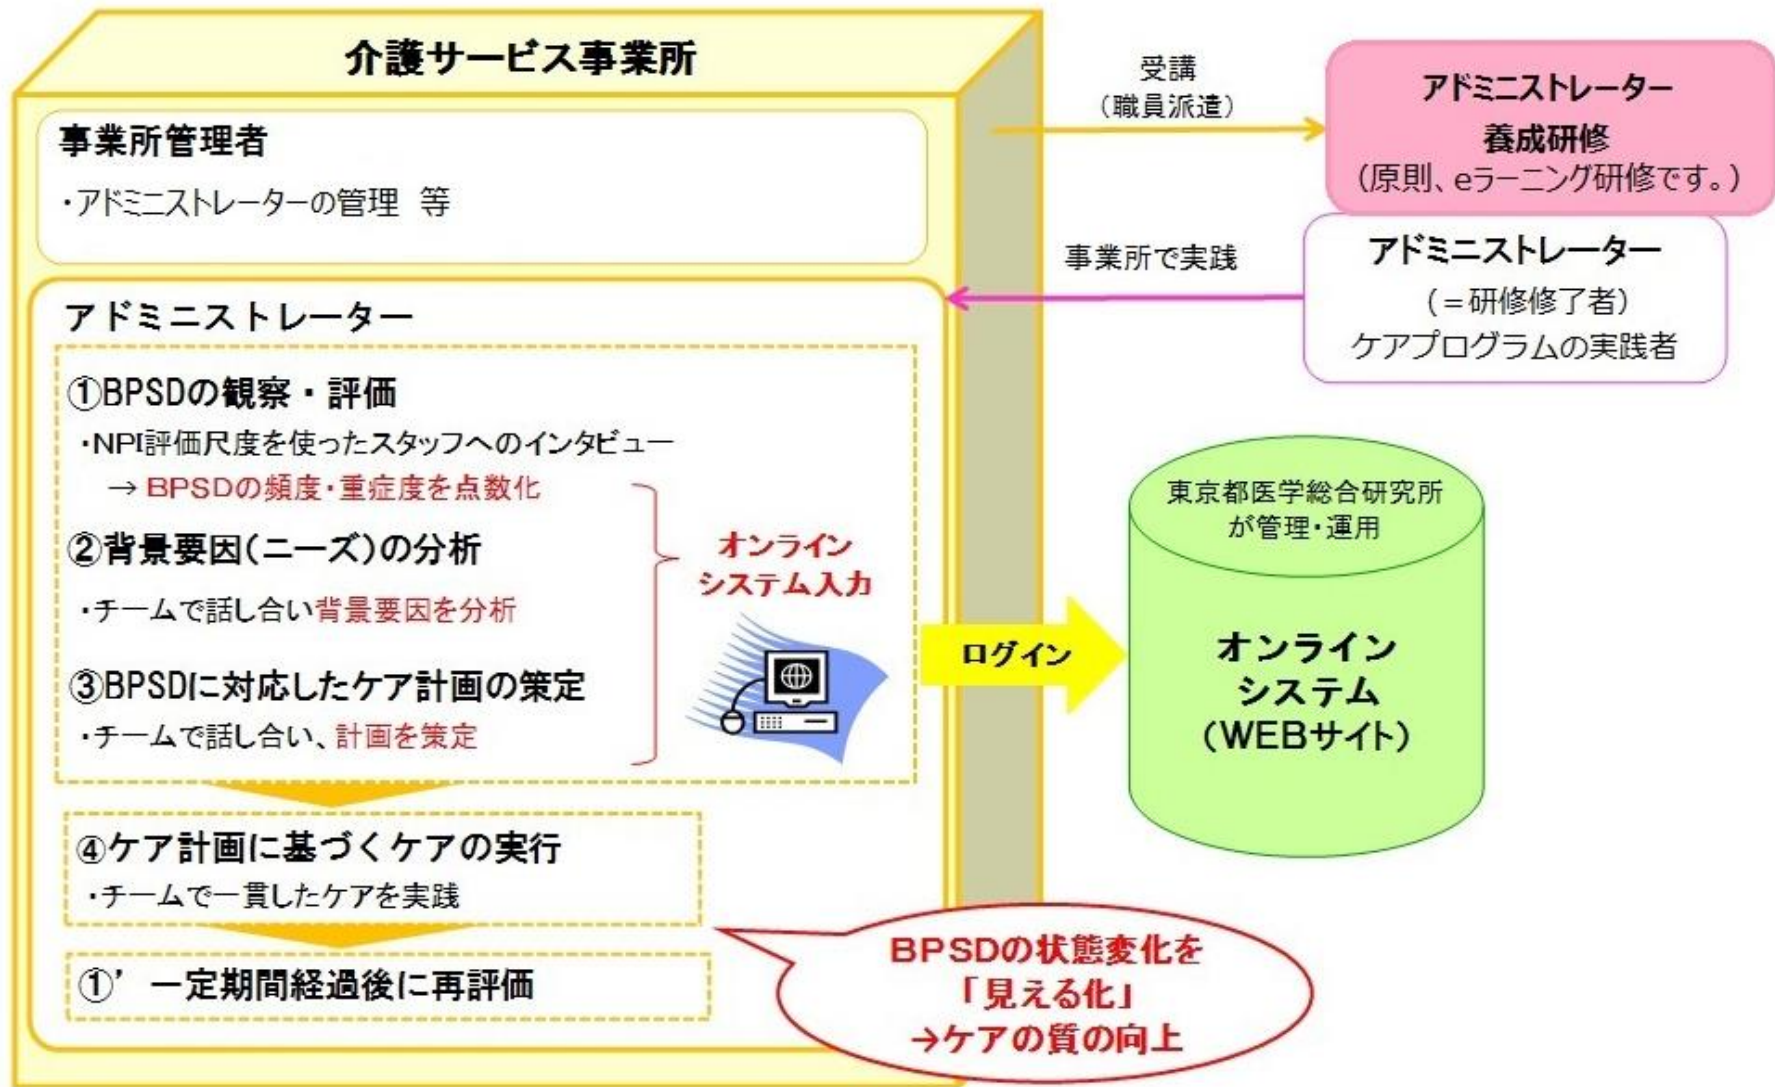 介護サービス事業所
事業所管理者
・アドミニストレーターの管理 等
受講
（職員派遣）
アドミニストレーター
養成研修
（原則、eラーニング研修です。）
事業所で実践
アドミニストレーター
（＝研修修了者）
ケアプログラムの実践者
アドミニストレーター
①BPSDの観察・評価
・NPI評価尺度を使ったスタッフへのインタビュー
→ BPSDの頻度・重症度を点数化
②背景要因（ニーズ）の分析
・チームで話し合い背景要因を分析
③BPSDに対応したケア計画の策定
・チームで話し合い、計画を策定
オンライン
システム入力
ログイン
東京都医学総合研究所
が管理・運用
オンライン
システム
（WEBサイト）
④ケア計画に基づくケアの実行
・チームで一貫したケアを実践
①’ 一定期間経過後に再評価
BPSDの状態変化を
「見える化」
→ケアの質の向上